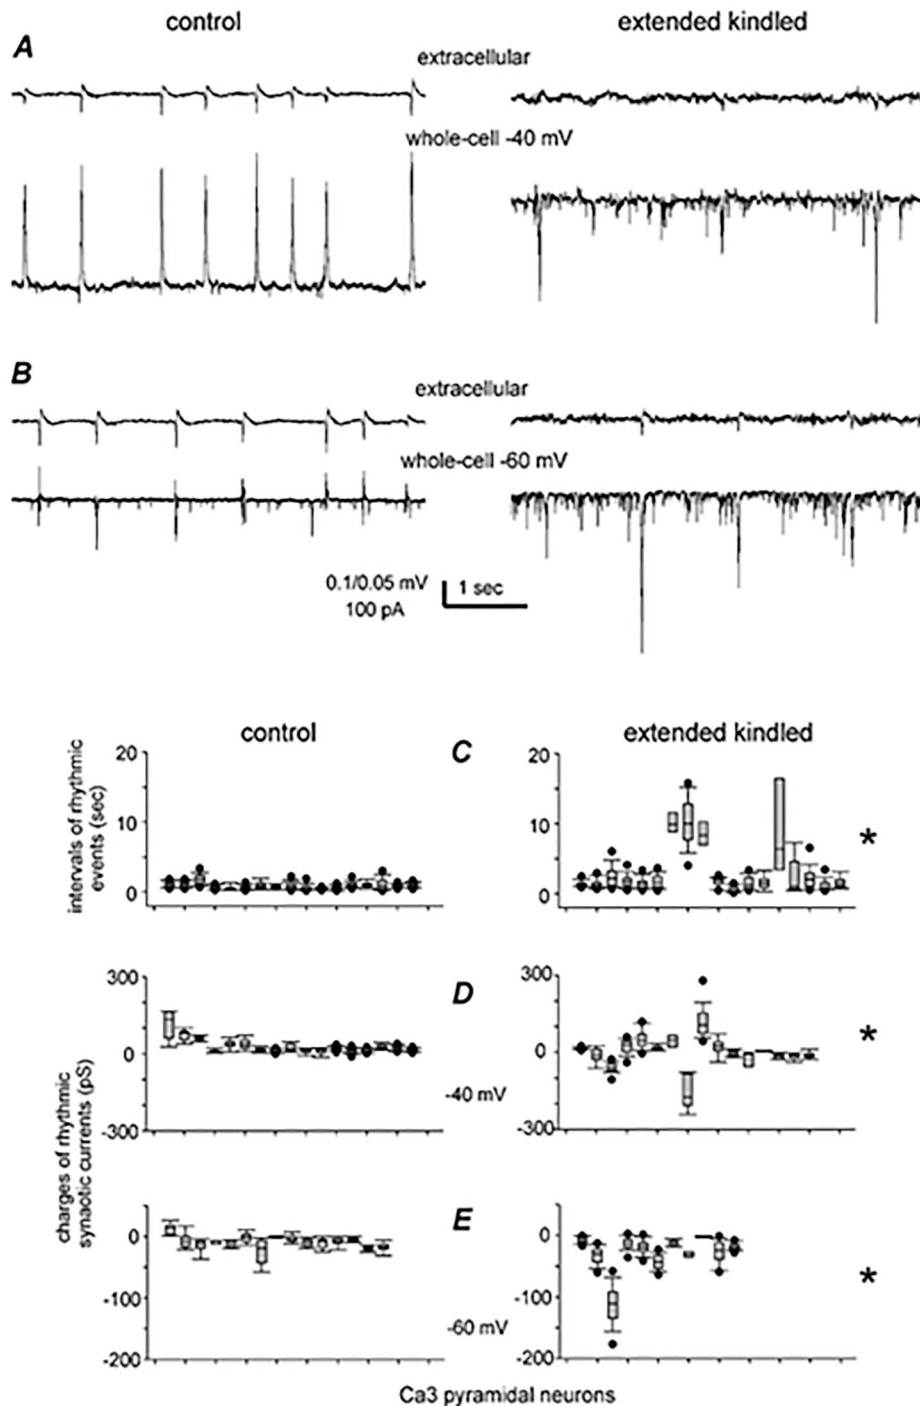 control extended kindled
A
extracellular
whole-cell -40 mV
B
extracellular
whole-cell -60 mV
0.1/0.05 mV
100 pA
1 sec
control C extended kindled
intervals of rhythmic
events (sec)
20
10
0
20
10
0
*
D
charges of rhythmic
synaotic currents (pS)
300
0
-300
-40 mV
300
0
-300
*
E
0
-100
-200
-60 mV
0
-100
-200
*
Ca3 pyramidal neurons